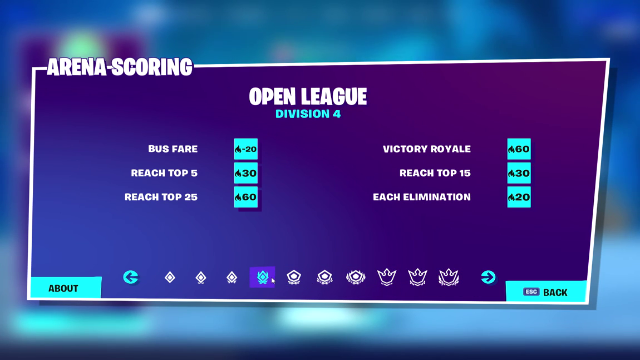 ARENA-SCORING
OPEN LEAGUE
DIVISION 4
BUS FARE -20
VICTORY ROYALE 60
REACH TOP 5 30
REACH TOP 15 30
REACH TOP 25 60
EACH ELIMINATION 20
ABOUT
ESC BACK